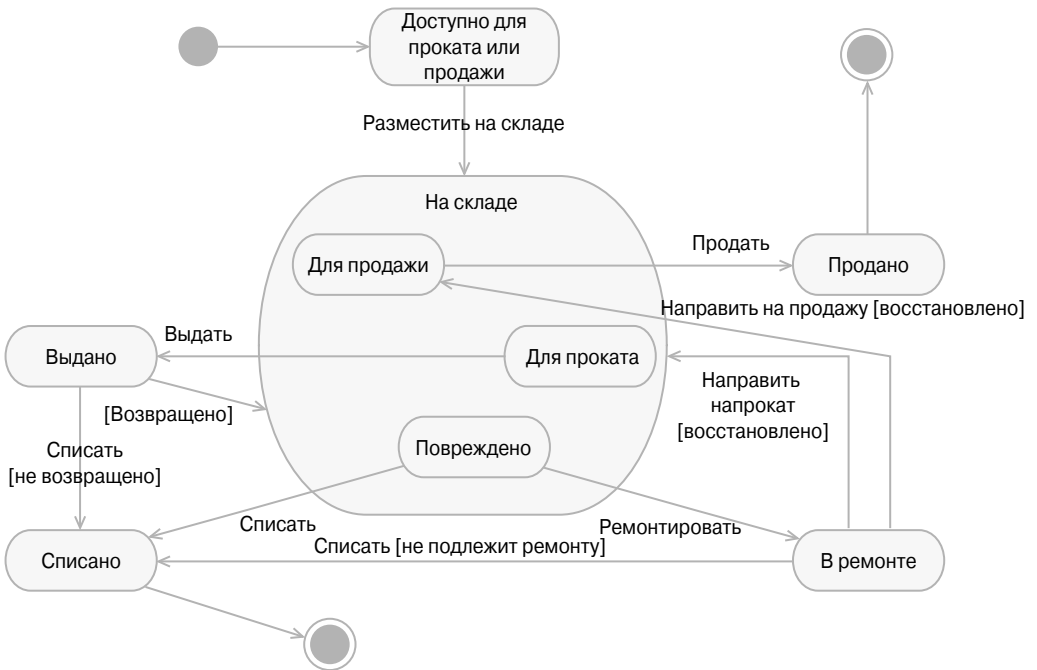 Доступно для
проката или
продажи
Разместить на складе
На складе
Для продажи
Продать
Продано
Направить на продажу [восстановлено]
Выдать
Выдано
Для проката
Направить
напрокат
[восстановлено]
[Возвращено]
Списать
[не возвращено]
Повреждено
Списать
Ремонтировать
Списать [не подлежит ремонту]
Списано
В ремонте